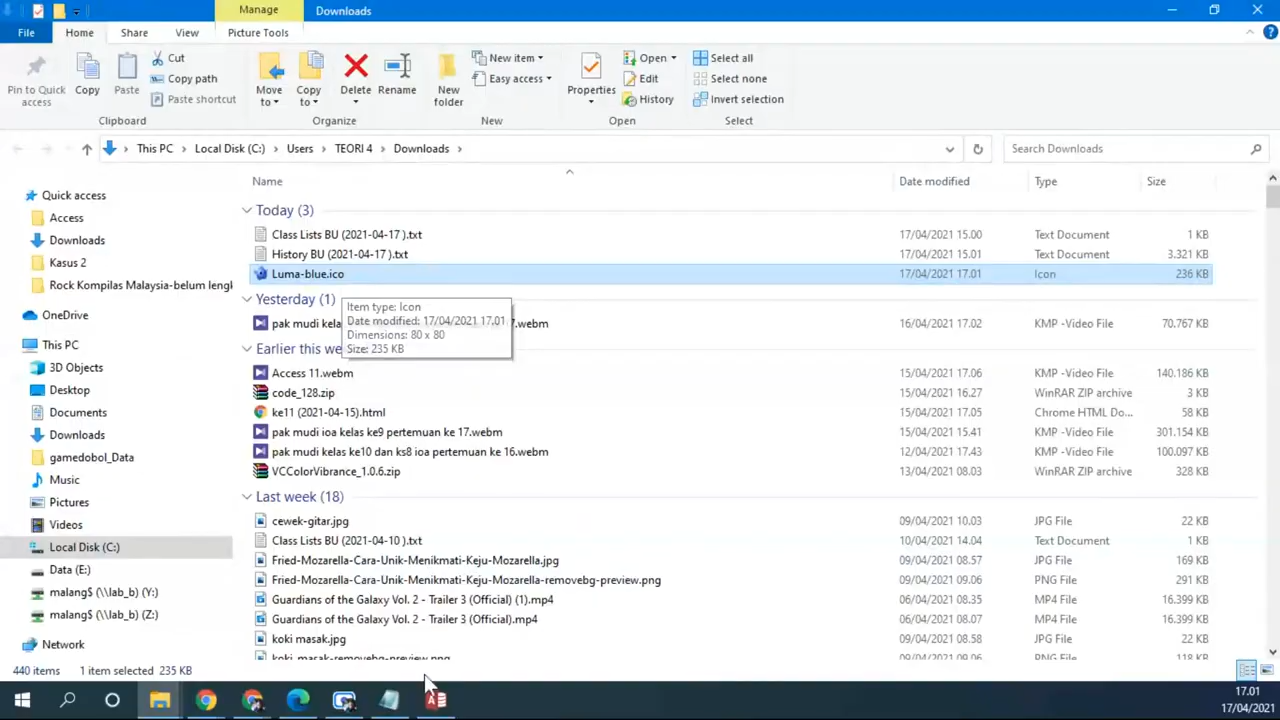 Manage
Downloads
File
Home
Share
View
Picture Tools
Pin to Quick access
Copy
Paste
Cut
Copy path
Paste shortcut
Clipboard
Move to
Copy to
Delete
Rename
Organize
New folder
New item
Easy access
New
Properties
Open
Edit
History
Open
Select all
Select none
Invert selection
Select
This PC > Local Disk (C:) > Users > TEORI 4 > Downloads >
Search Downloads
Name
Date modified
Type
Size
Quick access
Access
Downloads
Kasus 2
Rock Kompilas Malaysia-belum lengk
OneDrive
This PC
3D Objects
Desktop
Documents
Downloads
gamedobol_Data
Music
Pictures
Videos
Local Disk (C:)
Data (E:)
malang$ (\\lab_b) (Y:)
malang$ (\\lab_b) (Z:)
Network
Today (3)
Class Lists BU (2021-04-17 ).txt 17/04/2021 15.00 Text Document 1 KB
History BU (2021-04-17 ).txt 17/04/2021 15.01 Text Document 3.321 KB
Luma-blue.ico 17/04/2021 17.01 Icon 236 KB
Yesterday (1)
Item type: Icon
Date modified: 17/04/2021 17.01
Dimensions: 80 x 80
Size: 235 KB
pak mudi kela 7.webm 16/04/2021 17.02 KMP -Video File 70.767 KB
Earlier this we
Access 11.webm 15/04/2021 17.06 KMP -Video File 140.186 KB
code_128.zip 15/04/2021 16.27 WinRAR ZIP archive 3 KB
ke11 (2021-04-15).html 15/04/2021 17.05 Chrome HTML Do... 58 KB
pak mudi ioa kelas ke9 pertemuan ke 17.webm 15/04/2021 15.41 KMP -Video File 301.154 KB
pak mudi kelas ke10 dan ks8 ioa pertemuan ke 16.webm 12/04/2021 17.43 KMP -Video File 100.097 KB
VCColorVibrance_1.0.6.zip 13/04/2021 08.03 WinRAR ZIP archive 328 KB
Last week (18)
cewek-gitar.jpg 09/04/2021 10.03 JPG File 22 KB
Class Lists BU (2021-04-10 ).txt 10/04/2021 14.04 Text Document 1 KB
Fried-Mozarella-Cara-Unik-Menikmati-Keju-Mozarella.jpg 09/04/2021 08.57 JPG File 169 KB
Fried-Mozarella-Cara-Unik-Menikmati-Keju-Mozarella-removebg-preview.png 09/04/2021 09.06 PNG File 291 KB
Guardians of the Galaxy Vol. 2 - Trailer 3 (Official) (1).mp4 06/04/2021 08.35 MP4 File 16.399 KB
Guardians of the Galaxy Vol. 2 - Trailer 3 (Official).mp4 06/04/2021 08.07 MP4 File 16.399 KB
koki masak.jpg 09/04/2021 08.58 JPG File 22 KB
koki masak-removebg-preview.png 09/04/2021 09.06 PNG File 118 KB
440 items
1 item selected 235 KB
17.01
17/04/2021